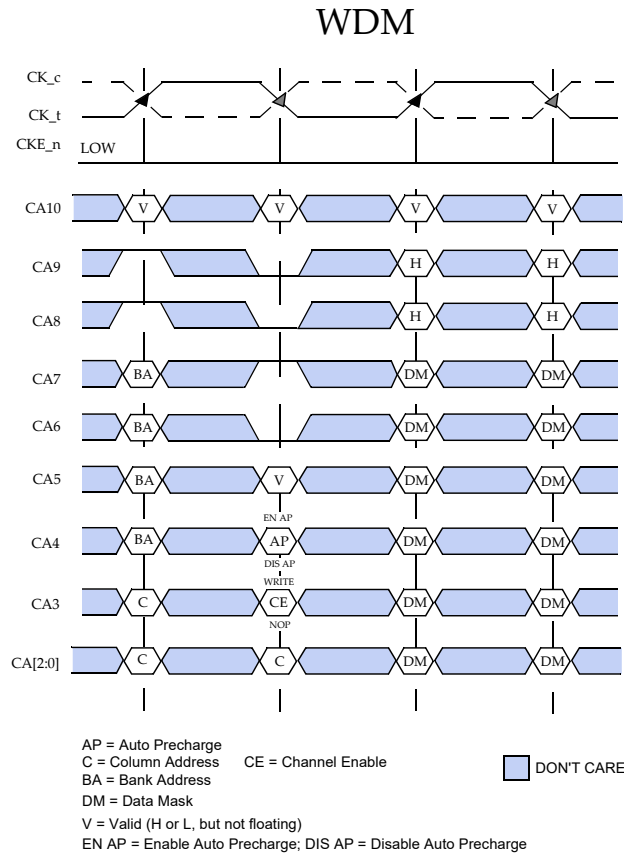 WDM
CK_c
CK_t
CKE_n LOW
CA10 V V V V
CA9 H H
CA8 H H
CA7 BA DM DM
CA6 BA DM DM
CA5 BA V DM DM
EN AP
CA4 BA AP DM DM
DIS AP
WRITE
CA3 C CE DM DM
NOP
CA[2:0] C C DM DM
AP = Auto Precharge
C = Column Address CE = Channel Enable
BA = Bank Address
DON'T CARE
DM = Data Mask
V = Valid (H or L, but not floating)
EN AP = Enable Auto Precharge; DIS AP = Disable Auto Precharge